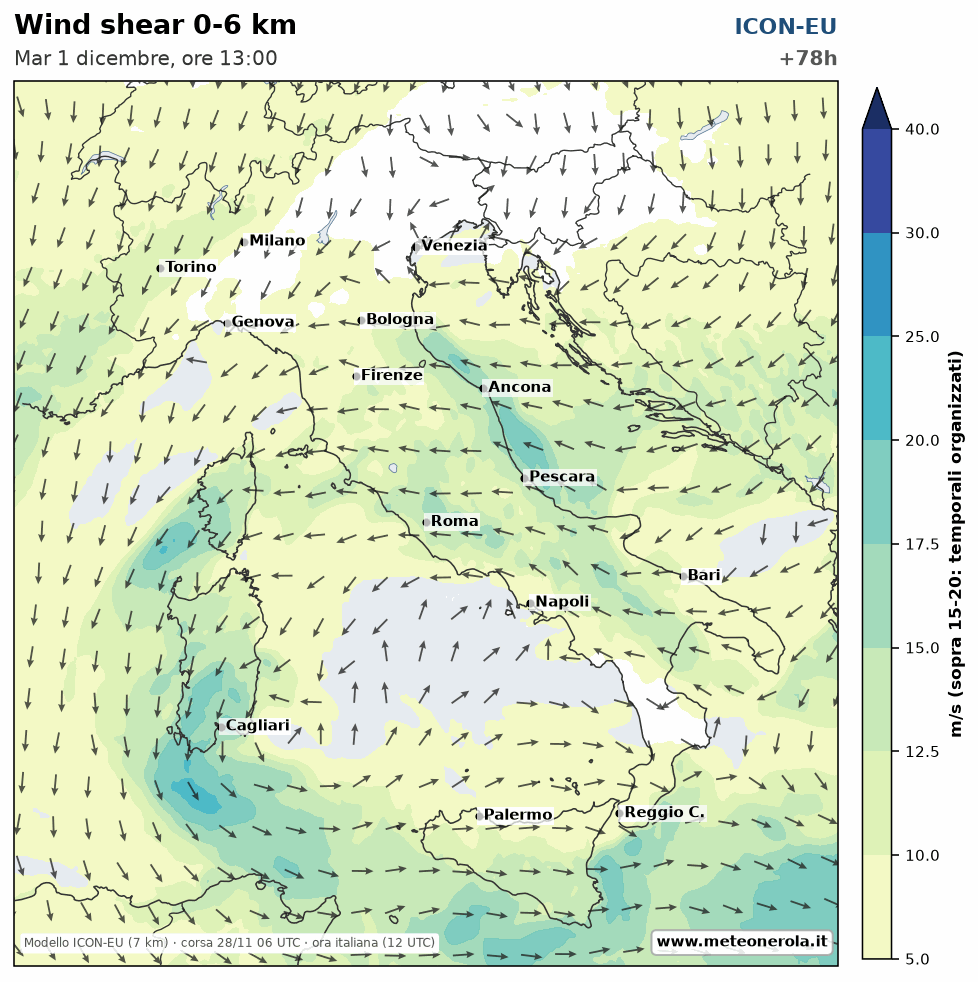 Wind shear 0-6 km
ICON-EU
Mar 1 dicembre, ore 13:00
+78h
Milano
Venezia
Torino
Genova
Bologna
Firenze
Ancona
Pescara
Roma
Bari
Napoli
Cagliari
Palermo
Reggio C.
Modello ICON-EU (7 km) · corsa 28/11 06 UTC · ora italiana (12 UTC)
www.meteonerola.it
40.0
30.0
25.0
20.0
17.5
15.0
12.5
10.0
5.0
m/s (sopra 15-20: temporali organizzati)